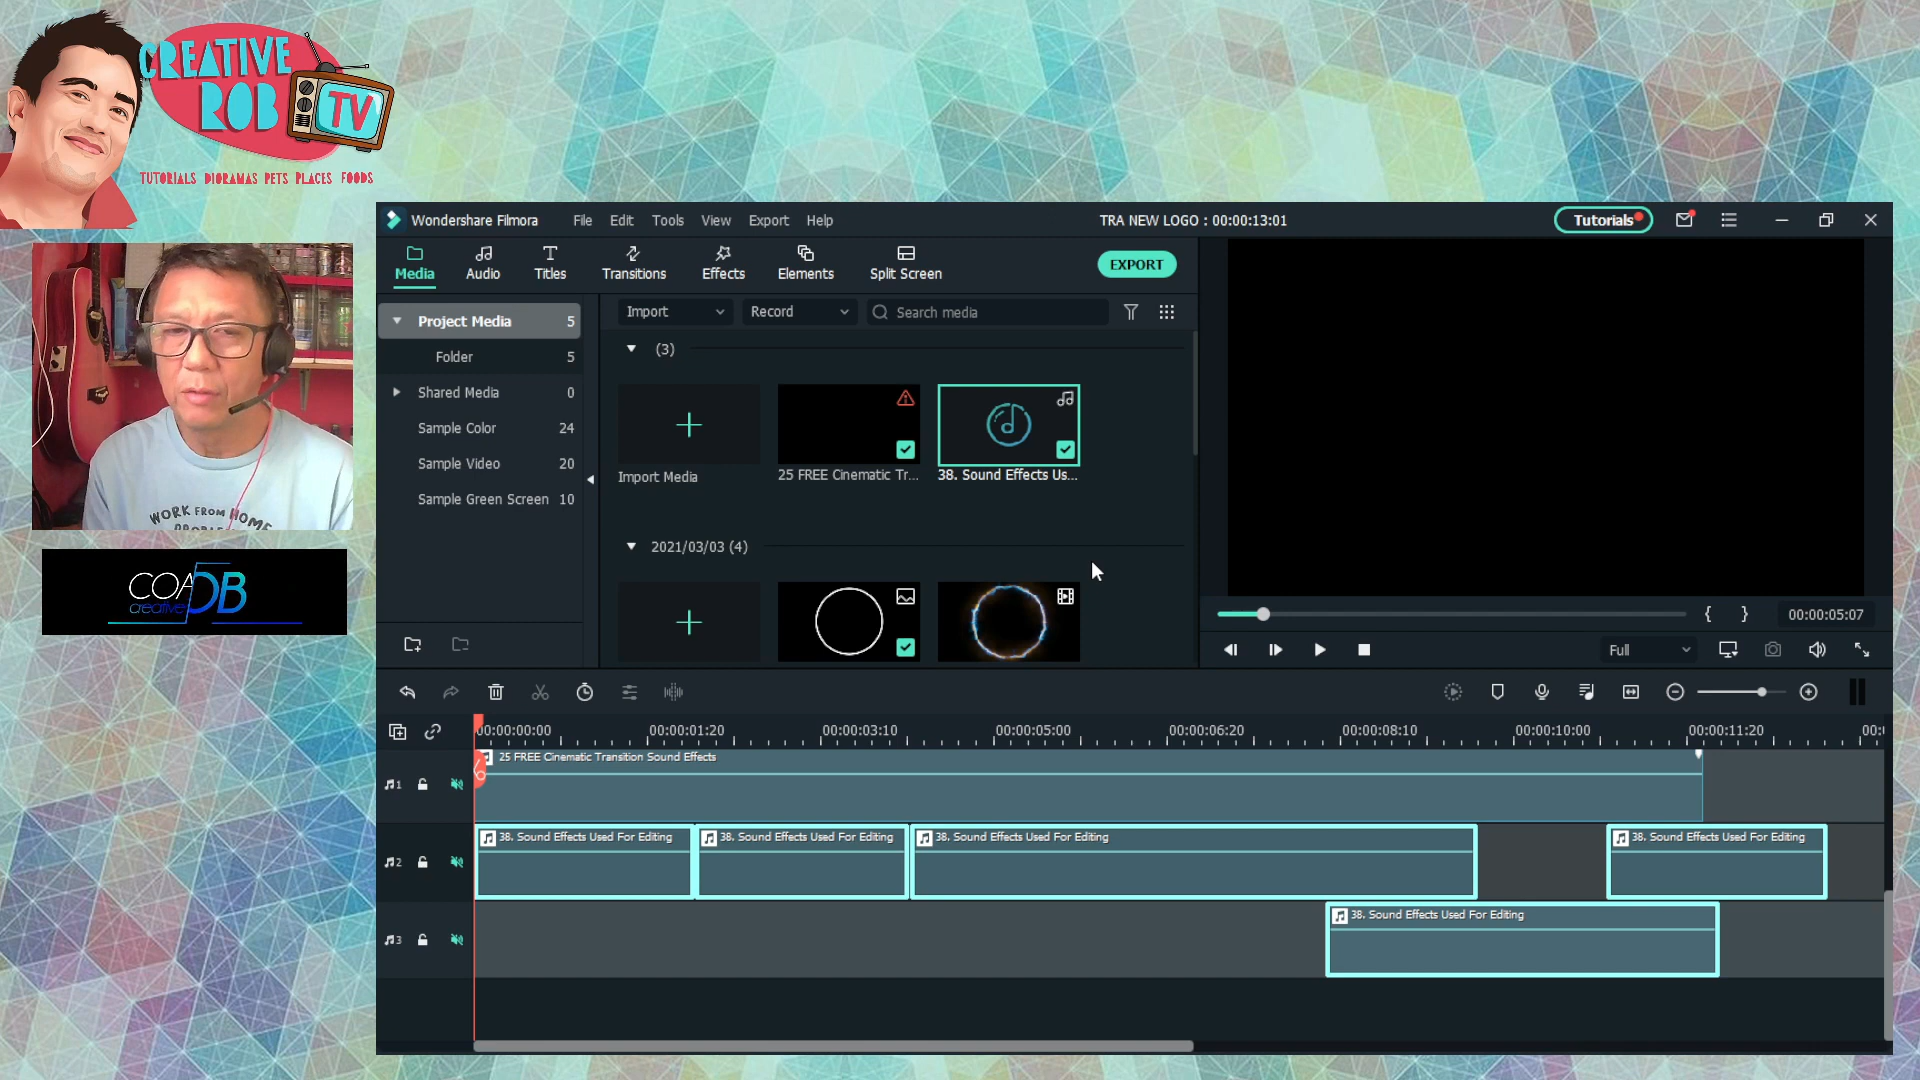 CREATIVE
ROB
TV
TUTORIALS DIORAMAS PETS PLACES FOODS
WORK FROM HOME
COA DB
creative
Wondershare Filmora
File Edit Tools View Export Help
TRA NEW LOGO : 00:00:13:01
Tutorials
Media Audio Titles Transitions Effects Elements Split Screen
EXPORT
Project Media 5
Folder 5
Shared Media 0
Sample Color 24
Sample Video 20
Sample Green Screen 10
Import Record Search media
(3)
Import Media
25 FREE Cinematic Tr...
38. Sound Effects Us...
2021/03/03 (4)
{ } 00:00:05:07
Full
00:00:00:00 00:00:01:20 00:00:03:10 00:00:05:00 00:00:06:20 00:00:08:10 00:00:10:00 00:00:11:20
1
25 FREE Cinematic Transition Sound Effects
2
38. Sound Effects Used For Editing
38. Sound Effects Used For Editing
38. Sound Effects Used For Editing
38. Sound Effects Used For Editing
3
38. Sound Effects Used For Editing